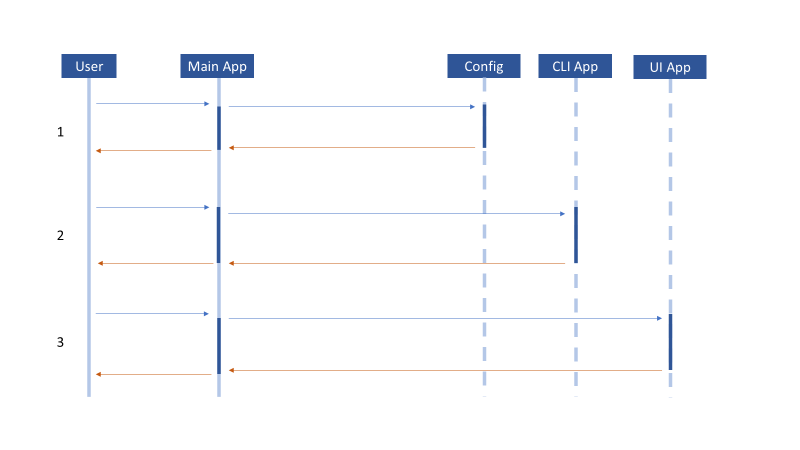 User
Main App
Config
CLI App
UI App
1
2
3